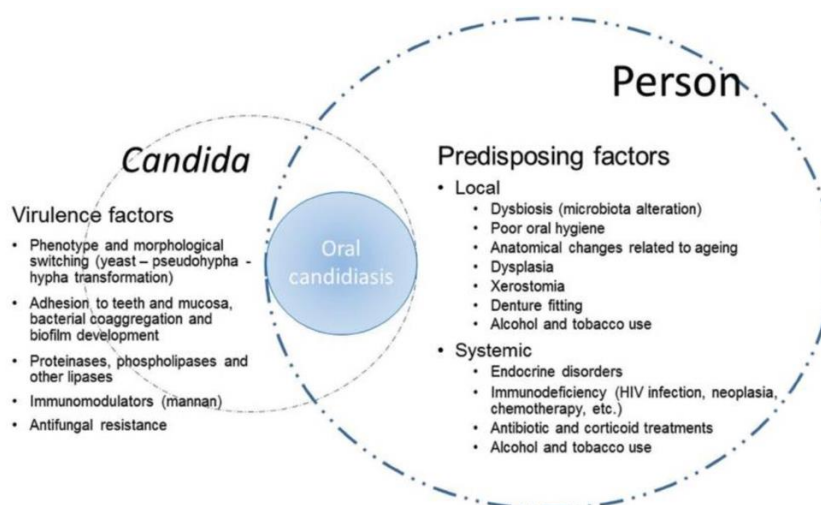 Candida
Virulence factors
• Phenotype and morphological
switching (yeast – pseudohypha -
hypha transformation)
• Adhesion to teeth and mucosa,
bacterial coaggregation and
biofilm development
• Proteinases, phospholipases and
other lipases
• Immunomodulators (mannan)
• Antifungal resistance
Oral
candidiasis
Person
Predisposing factors
• Local
• Dysbiosis (microbiota alteration)
• Poor oral hygiene
• Anatomical changes related to ageing
• Dysplasia
• Xerostomia
• Denture fitting
• Alcohol and tobacco use
• Systemic
• Endocrine disorders
• Immunodeficiency (HIV infection, neoplasia,
chemotherapy, etc.)
• Antibiotic and corticoid treatments
• Alcohol and tobacco use